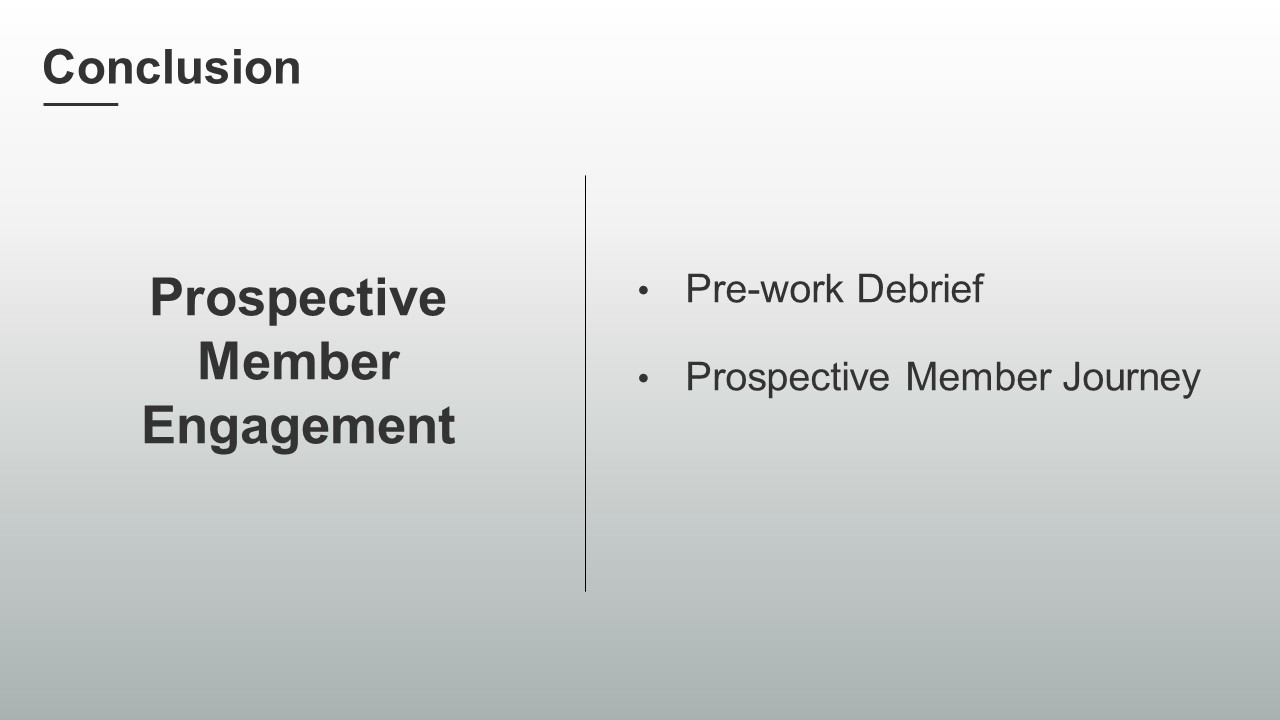 Conclusion
Prospective
Member
Engagement
• Pre-work Debrief
• Prospective Member Journey